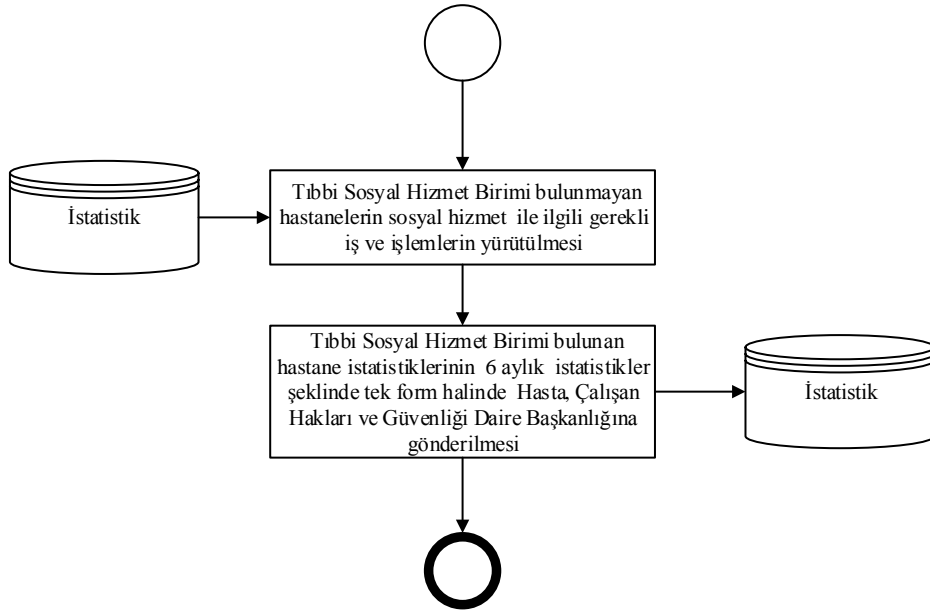 Tıbbi Sosyal Hizmet Birimi bulunmayan
hastanelerin sosyal hizmet ile ilgili gerekli
iş ve işlemlerin yürütülmesi
İstatistik
Tıbbi Sosyal Hizmet Birimi bulunan
hastane istatistiklerinin 6 aylık istatistikler
şeklinde tek form halinde Hasta, Çalışan
Hakları ve Güvenliği Daire Başkanlığına
gönderilmesi
İstatistik